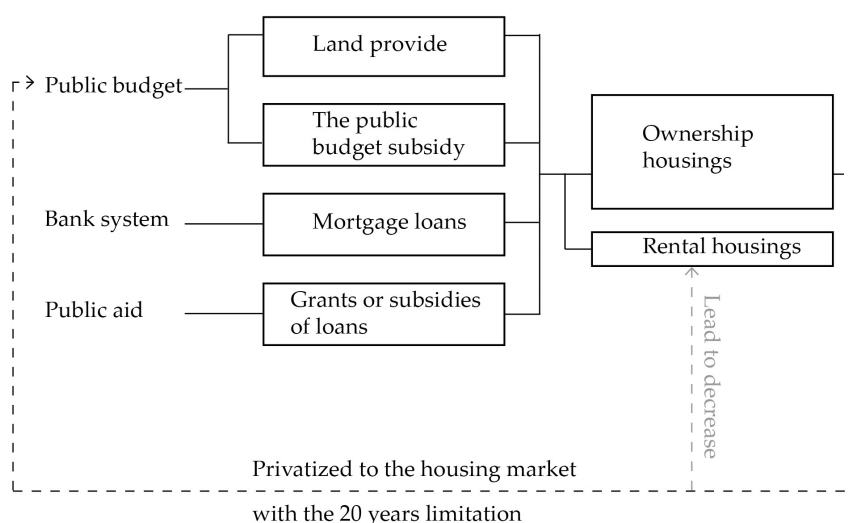 Public budget
Bank system
Public aid
Land provide
The public
budget subsidy
Mortgage loans
Grants or subsidies
of loans
Ownership
housings
Rental housings
Lead to decrease
Privatized to the housing market
with the 20 years limitation